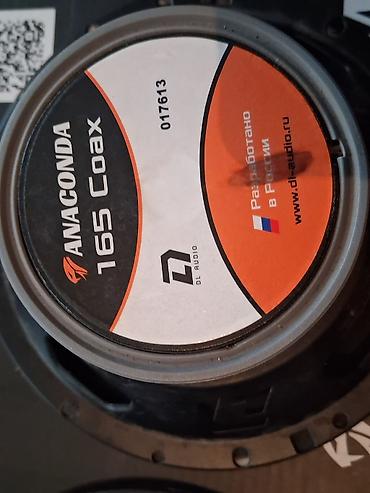 ANACONDA
165 Coax
017613
DL AUDIO
Разработано
в России
www.dl-audio.ru